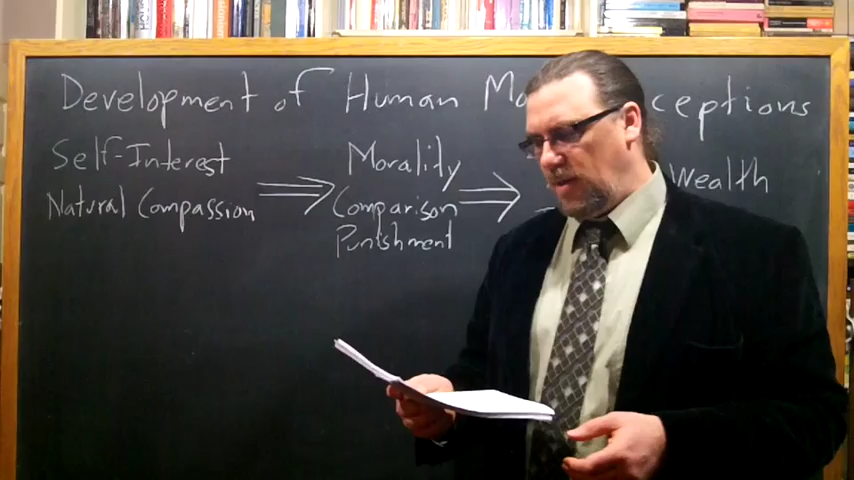 Development of Human Mo ceptions
Self-Interest
Natural Compassion
⇒
Morality
Comparison
Punishment
⇒
Wealth